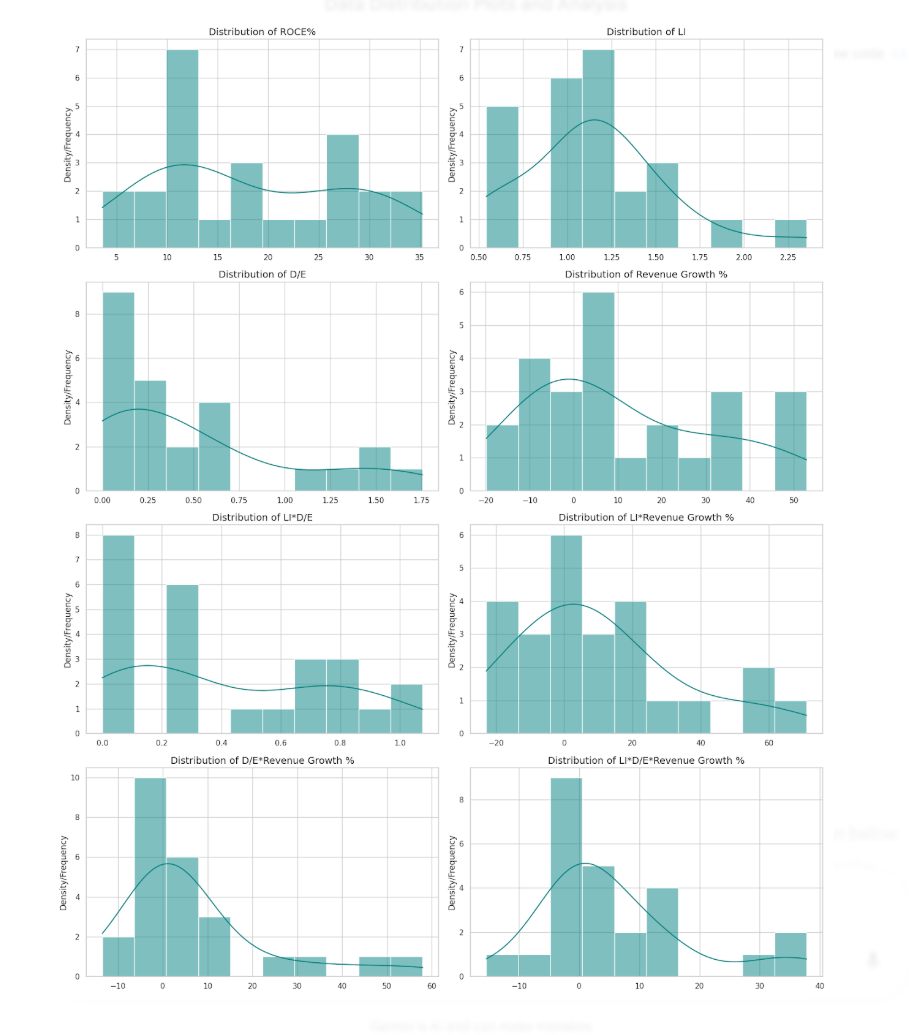 Data Distribution Plots and Analysis
Distribution of ROCE%
Density/Frequency
7
6
5
4
3
2
1
0
5 10 15 20 25 30 35
Distribution of LI
Density/Frequency
7
6
5
4
3
2
1
0
0.50 0.75 1.00 1.25 1.50 1.75 2.00 2.25
Distribution of D/E
Density/Frequency
8
6
4
2
0
0.00 0.25 0.50 0.75 1.00 1.25 1.50 1.75
Distribution of Revenue Growth %
Density/Frequency
6
5
4
3
2
1
0
−20 −10 0 10 20 30 40 50
Distribution of LI*D/E
Density/Frequency
8
7
6
5
4
3
2
1
0
0.0 0.2 0.4 0.6 0.8 1.0
Distribution of LI*Revenue Growth %
Density/Frequency
6
5
4
3
2
1
0
−20 0 20 40 60
Distribution of D/E*Revenue Growth %
Density/Frequency
10
8
6
4
2
0
−10 0 10 20 30 40 50 60
Distribution of LI*D/E*Revenue Growth %
Density/Frequency
8
6
4
2
0
−10 0 10 20 30 40